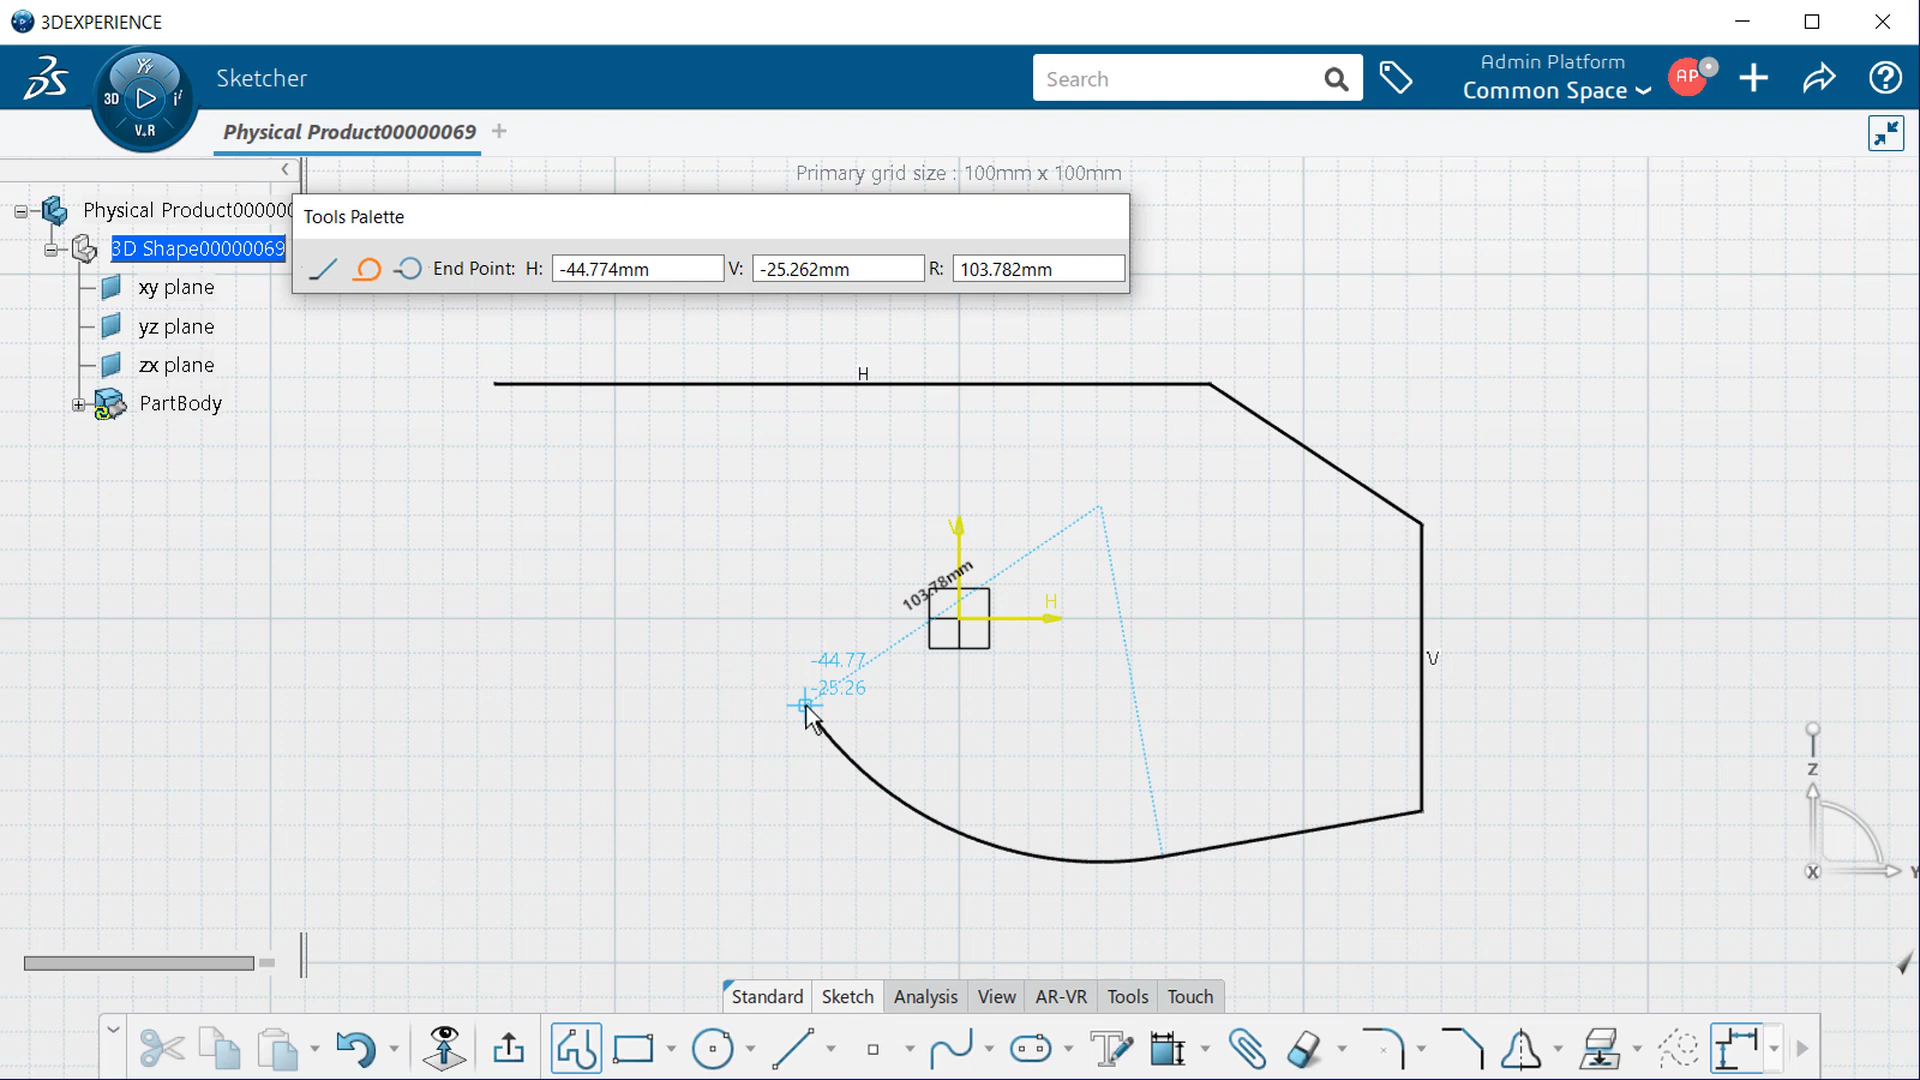 3DEXPERIENCE
3D
V.R
Sketcher
Search
Admin Platform
Common Space
AP
Physical Product00000069
Primary grid size : 100mm x 100mm
Physical Product000000
3D Shape00000069
xy plane
yz plane
zx plane
PartBody
Tools Palette
End Point: H: -44.774mm V: -25.262mm R: 103.782mm
H
V
H
103.78mm
-44.77
-25.26
V
Z
X
Y
Standard Sketch Analysis View AR-VR Tools Touch